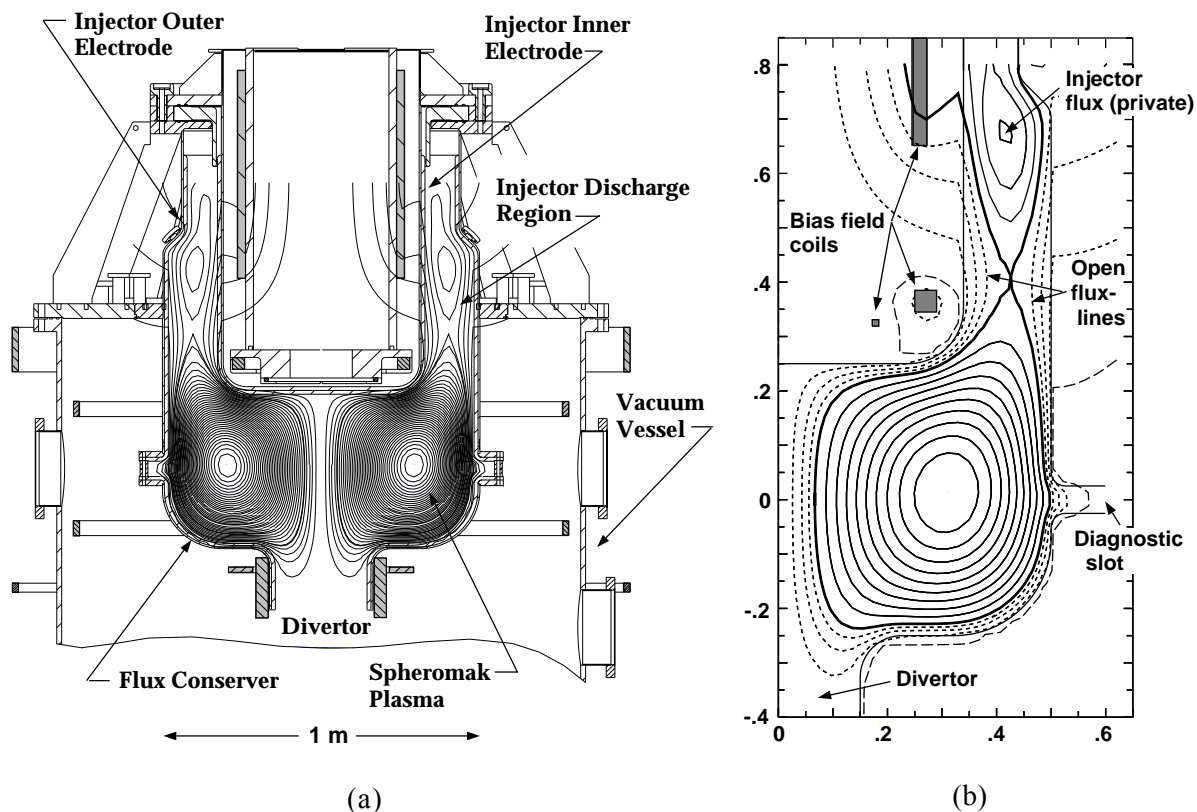 Injector Outer
Electrode
Injector Inner
Electrode
Injector Discharge
Region
Vacuum
Vessel
Divertor
Spheromak
Plasma
Flux Conserver
1 m
(a)
.8
.6
.4
.2
0
-.2
-.4
0
.2
.4
.6
Injector
flux (private)
Bias field
coils
Open
flux-
lines
Diagnostic
slot
Divertor
(b)